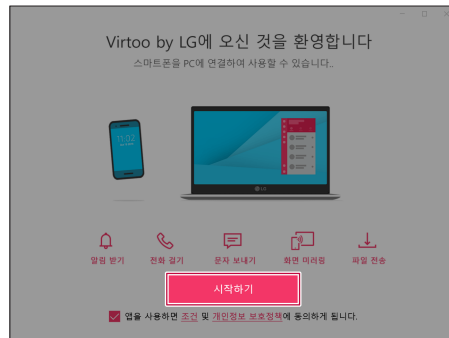 Virtoo by LG에 오신 것을 환영합니다
스마트폰을 PC에 연결하여 사용할 수 있습니다..
11:02
LG
알림 받기 전화 걸기 문자 보내기 화면 미러링 파일 전송
시작하기
앱을 사용하면 조건 및 개인정보 보호정책에 동의하게 됩니다.